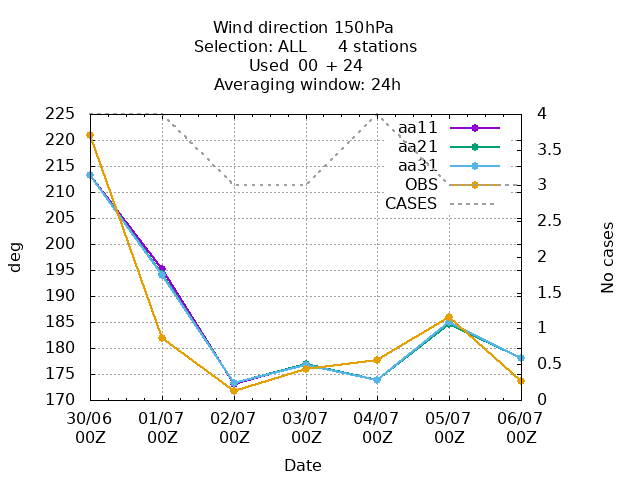 Wind direction 150hPa
Selection: ALL 4 stations
Used 00 + 24
Averaging window: 24h
225
220
215
210
205
200
195
190
185
180
175
170
deg
4
3.5
3
2.5
2
1.5
1
0.5
0
No cases
aa11
aa21
aa31
OBS
CASES
30/06 01/07 02/07 03/07 04/07 05/07 06/07
00Z 00Z 00Z 00Z 00Z 00Z 00Z
Date